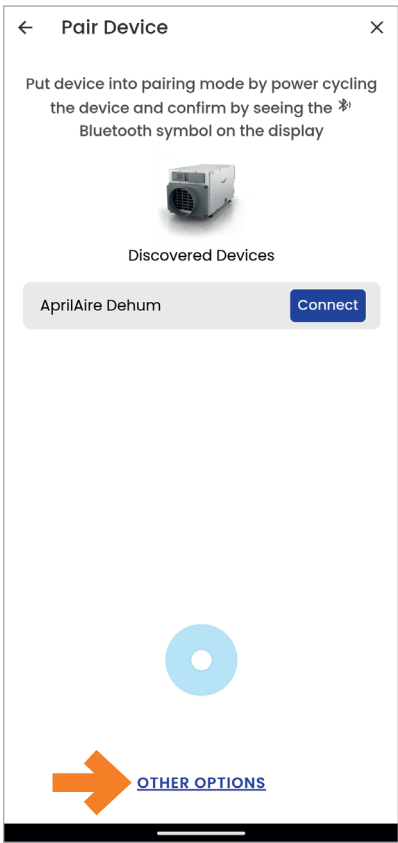 Pair Device
Put device into pairing mode by power cycling
the device and confirm by seeing the
Bluetooth symbol on the display
Discovered Devices
AprilAire Dehum
Connect
OTHER OPTIONS